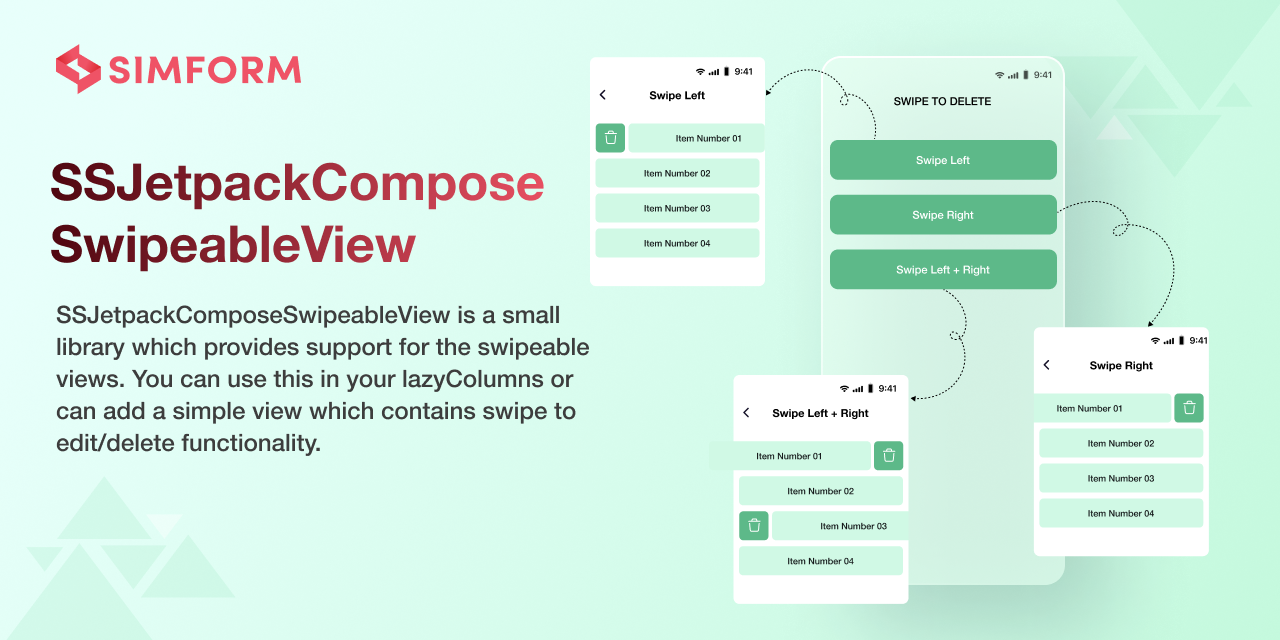 SIMFORM
SSJetpackCompose
SwipeableView
SSJetpackComposeSwipeableView is a small
library which provides support for the swipeable
views. You can use this in your lazyColumns or
can add a simple view which contains swipe to
edit/delete functionality.
9:41
Swipe Left
Item Number 01
Item Number 02
Item Number 03
Item Number 04
9:41
SWIPE TO DELETE
Swipe Left
Swipe Right
Swipe Left + Right
9:41
Swipe Left + Right
Item Number 01
Item Number 02
Item Number 03
Item Number 04
9:41
Swipe Right
Item Number 01
Item Number 02
Item Number 03
Item Number 04